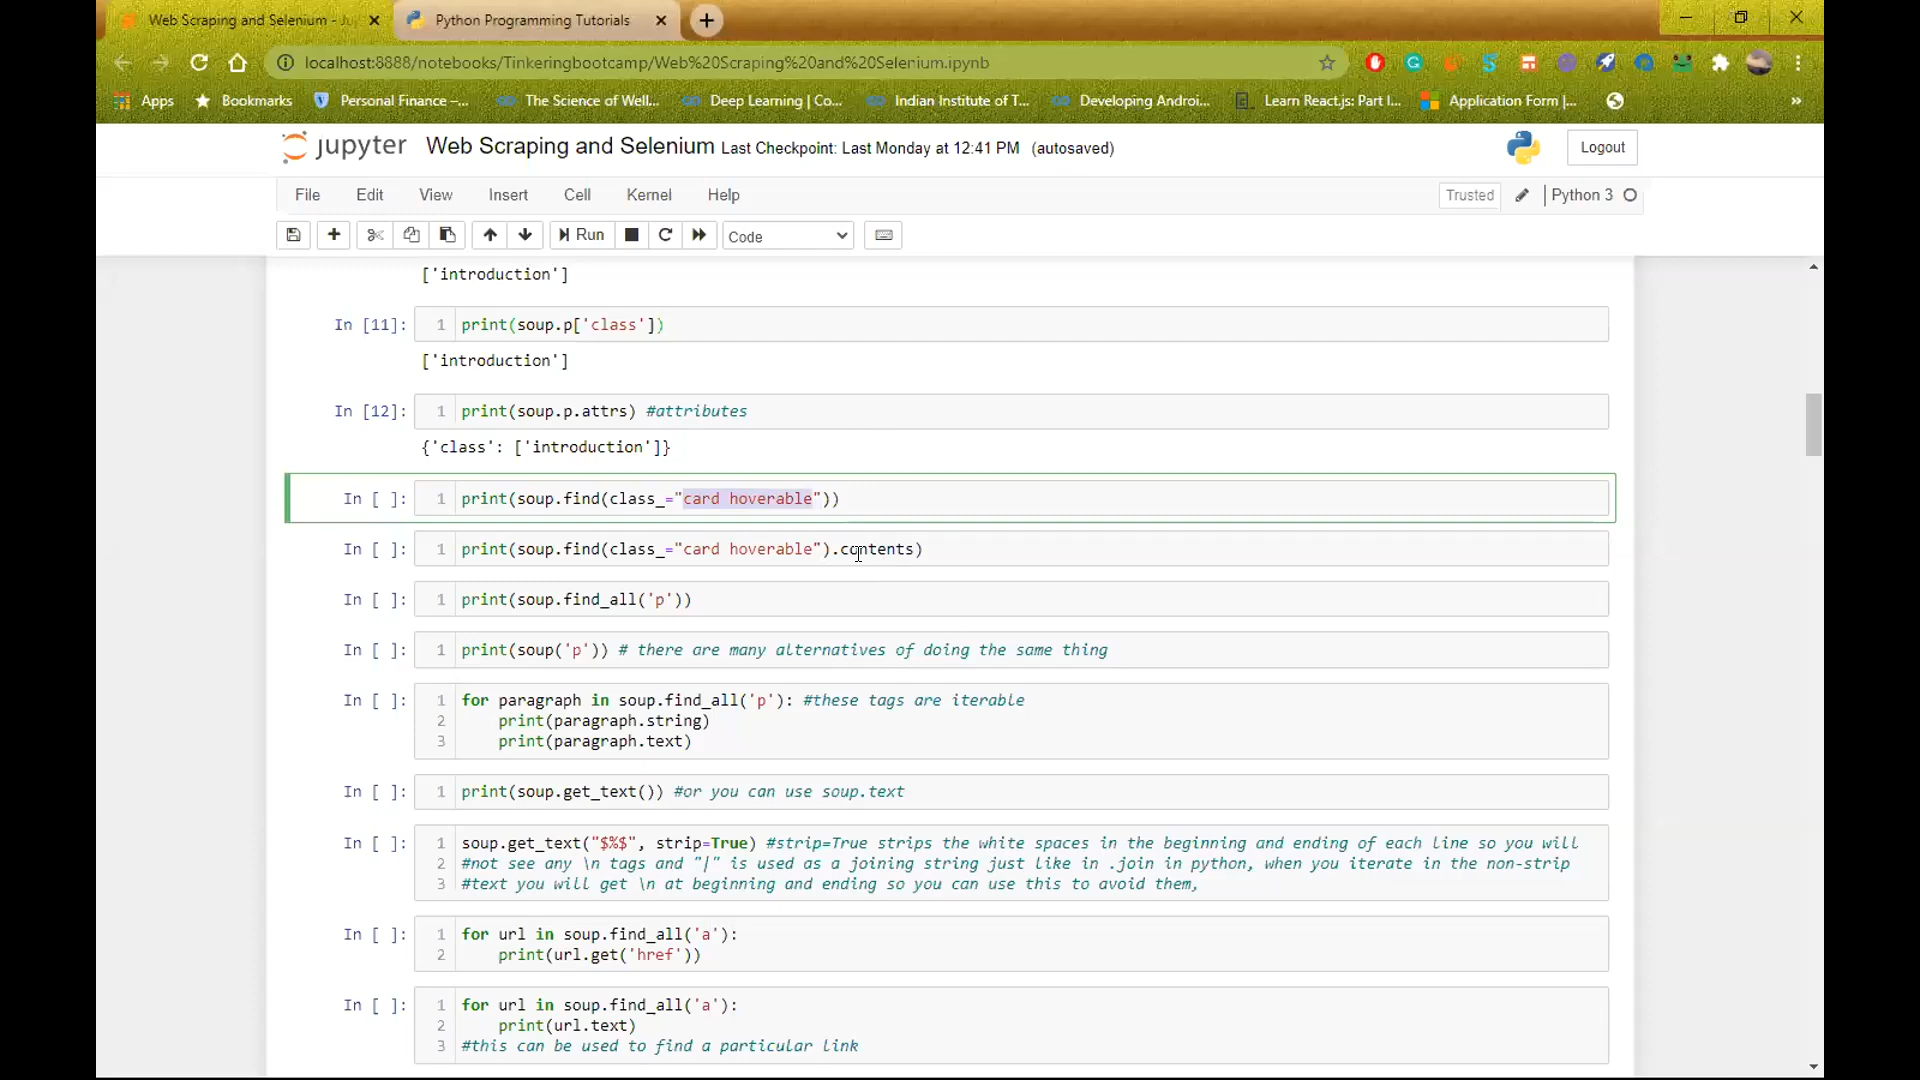 Web Scraping and Selenium - Ju
Python Programming Tutorials
localhost:8888/notebooks/Tinkeringbootcamp/Web%20Scraping%20and%20Selenium.ipynb
Apps
Bookmarks
Personal Finance –...
The Science of Well...
Deep Learning | Co...
Indian Institute of T...
Developing Androi...
Learn React.js: Part I...
Application Form |...
»
jupyter Web Scraping and Selenium Last Checkpoint: Last Monday at 12:41 PM (autosaved)
Logout
File Edit View Insert Cell Kernel Help
Trusted
Python 3
Run
Code
['introduction']
In [11]: 1 print(soup.p['class'])
['introduction']
In [12]: 1 print(soup.p.attrs) #attributes
{'class': ['introduction']}
In [ ]: 1 print(soup.find(class_="card hoverable"))
In [ ]: 1 print(soup.find(class_="card hoverable").contents)
In [ ]: 1 print(soup.find_all('p'))
In [ ]: 1 print(soup('p')) # there are many alternatives of doing the same thing
In [ ]: 1 for paragraph in soup.find_all('p'): #these tags are iterable
2 print(paragraph.string)
3 print(paragraph.text)
In [ ]: 1 print(soup.get_text()) #or you can use soup.text
In [ ]: 1 soup.get_text("$%$", strip=True) #strip=True strips the white spaces in the beginning and ending of each line so you will
2 #not see any \n tags and "|" is used as a joining string just like in .join in python, when you iterate in the non-strip
3 #text you will get \n at beginning and ending so you can use this to avoid them,
In [ ]: 1 for url in soup.find_all('a'):
2 print(url.get('href'))
In [ ]: 1 for url in soup.find_all('a'):
2 print(url.text)
3 #this can be used to find a particular link